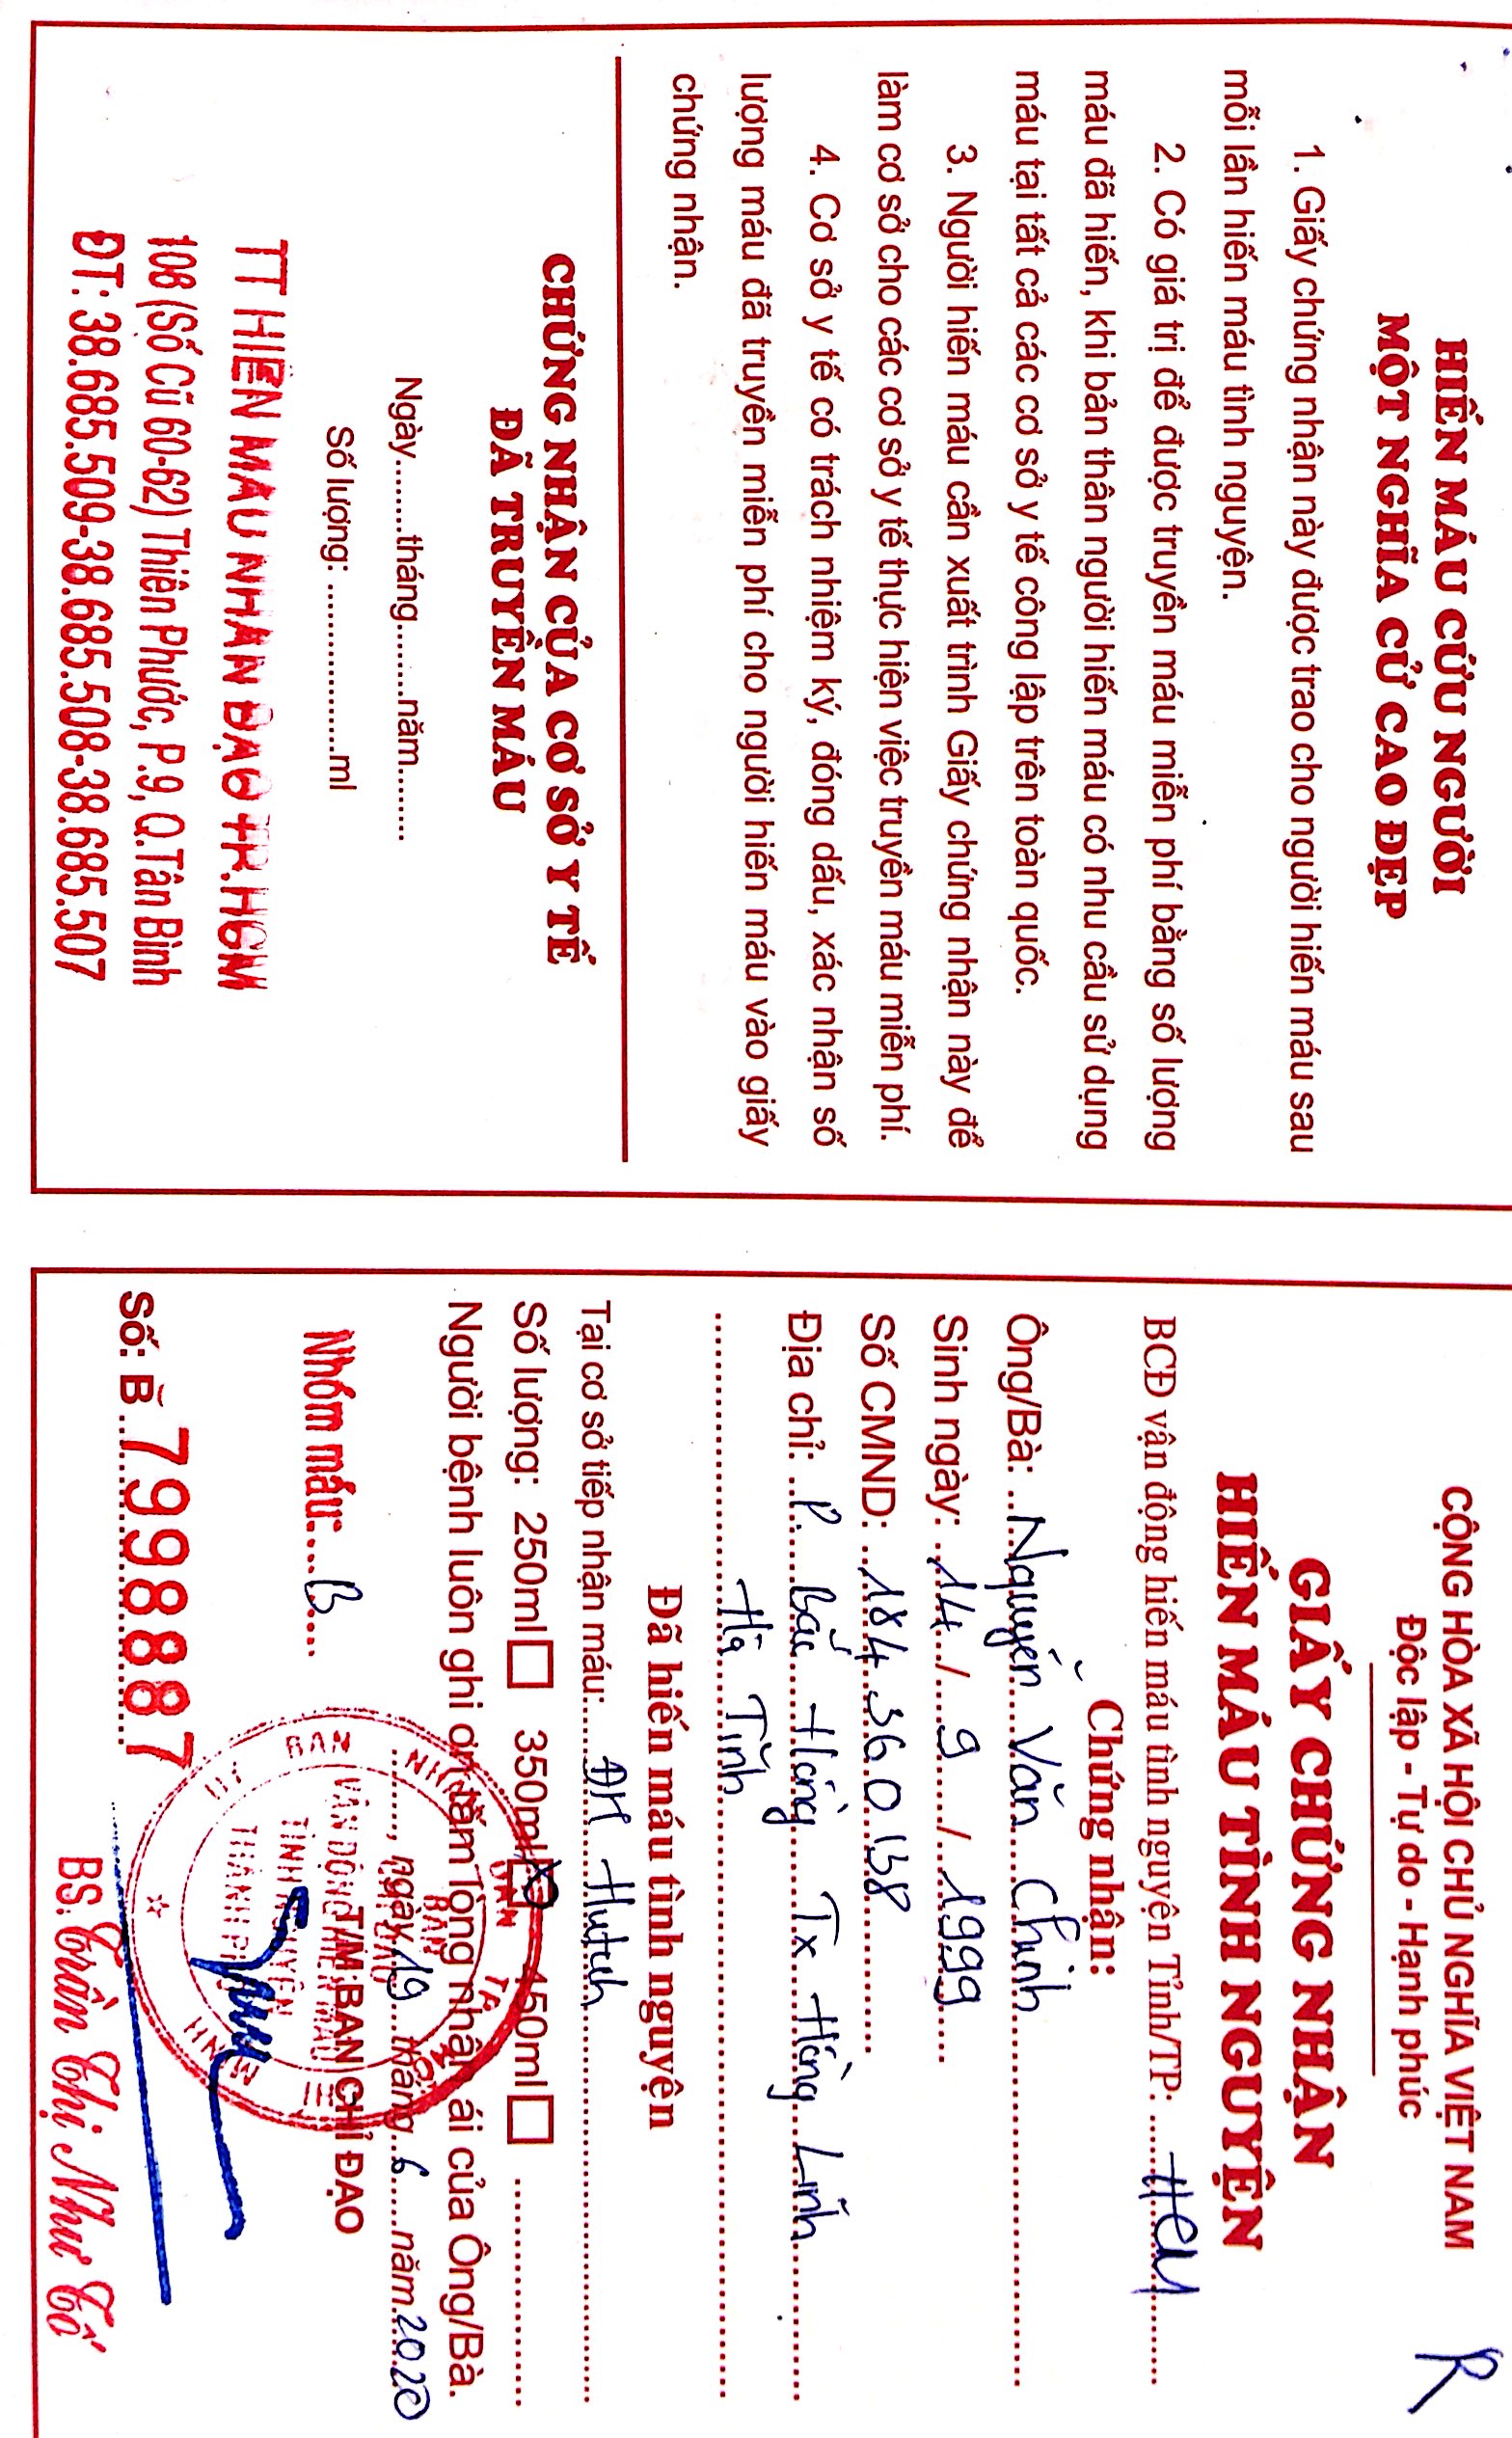 HIẾN MÁU CỨU NGƯỜI
MỘT NGHĨA CỬ CAO ĐẸP
1. Giấy chứng nhận này được trao cho người hiến máu sau
mỗi lần hiến máu tình nguyện.
2. Có giá trị để được truyền máu miễn phí bằng số lượng
máu đã hiến, khi bản thân người hiến máu có nhu cầu sử dụng
máu tại tất cả các cơ sở y tế công lập trên toàn quốc.
3. Người hiến máu cần xuất trình Giấy chứng nhận này để
làm cơ sở cho các cơ sở y tế thực hiện việc truyền máu miễn phí.
4. Cơ sở y tế có trách nhiệm ký, đóng dấu, xác nhận số
lượng máu đã truyền miễn phí cho người hiến máu vào giấy
chứng nhận.
CHỨNG NHẬN CỦA CƠ SỞ Y TẾ
ĐÃ TRUYỀN MÁU
Ngày........tháng........năm........
Số lượng: ..................ml
TT HIẾN MÁU NHÂN ĐẠO TP.HCM
106 (Số Cũ 60-62) Thiên Phước, P.9, Q.Tân Bình
ĐT: 38.685.509-38.685.508-38.685.507
R
CỘNG HÒA XÃ HỘI CHỦ NGHĨA VIỆT NAM
Độc lập - Tự do - Hạnh phúc
GIẤY CHỨNG NHẬN
HIẾN MÁU TÌNH NGUYỆN
BCĐ vận động hiến máu tình nguyện Tỉnh/TP: HCM
Chứng nhận:
Ông/Bà: Nguyễn Văn Chinh
Sinh ngày: 14 / 9 / 1999
Số CMND: 184 360 138
Địa chỉ: P. Bắc Hồng Tx Hồng Lĩnh
Hà Tĩnh
Đã hiến máu tình nguyện
Tại cơ sở tiếp nhận máu: ĐH Hutech
Số lượng: 250ml 350ml 450ml
Người bệnh luôn ghi ơn tấm lòng nhân ái của Ông/Bà.
, ngày 19 tháng 6 năm 2020
T/M BAN CHỈ ĐẠO
Nhóm máu: B
ỦY BAN NHÂN DÂN TP. HỒ CHÍ MINH
BAN
CHỈ ĐẠO
VẬN ĐỘNG HIẾN MÁU
TÌNH NGUYỆN
THÀNH PHỐ
Số: B 7998887
BS. Trần Thị Như Tố